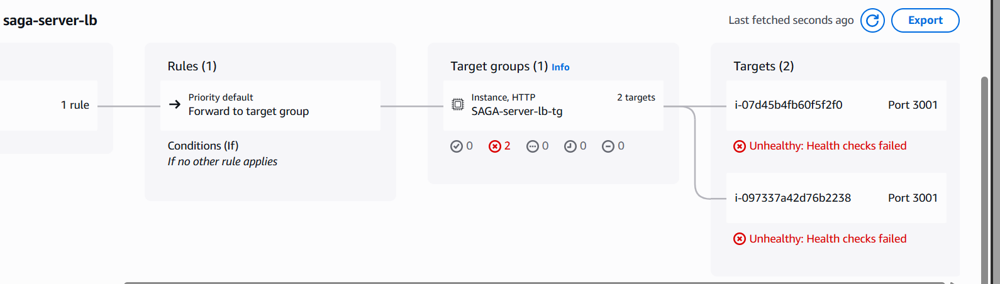 saga-server-lb
Last fetched seconds ago
Export
1 rule
Rules (1)
Priority default
Forward to target group
Conditions (If)
If no other rule applies
Target groups (1) Info
Instance, HTTP
2 targets
SAGA-server-lb-tg
0 2 0 0 0
Targets (2)
i-07d45b4fb60f5f2f0 Port 3001
Unhealthy: Health checks failed
i-097337a42d76b2238 Port 3001
Unhealthy: Health checks failed